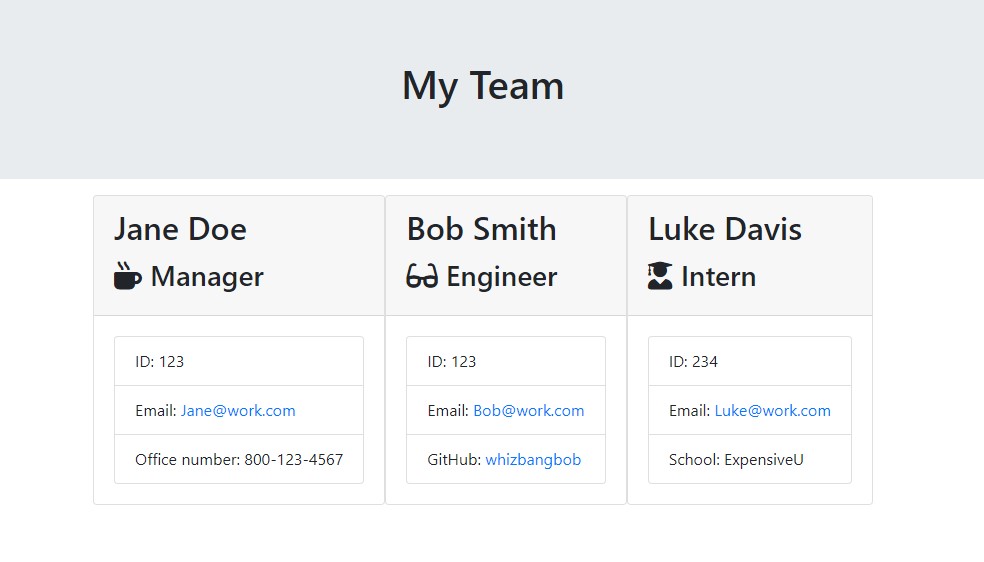 My Team
Jane Doe
Manager
ID: 123
Email: Jane@work.com
Office number: 800-123-4567
Bob Smith
Engineer
ID: 123
Email: Bob@work.com
GitHub: whizbangbob
Luke Davis
Intern
ID: 234
Email: Luke@work.com
School: ExpensiveU